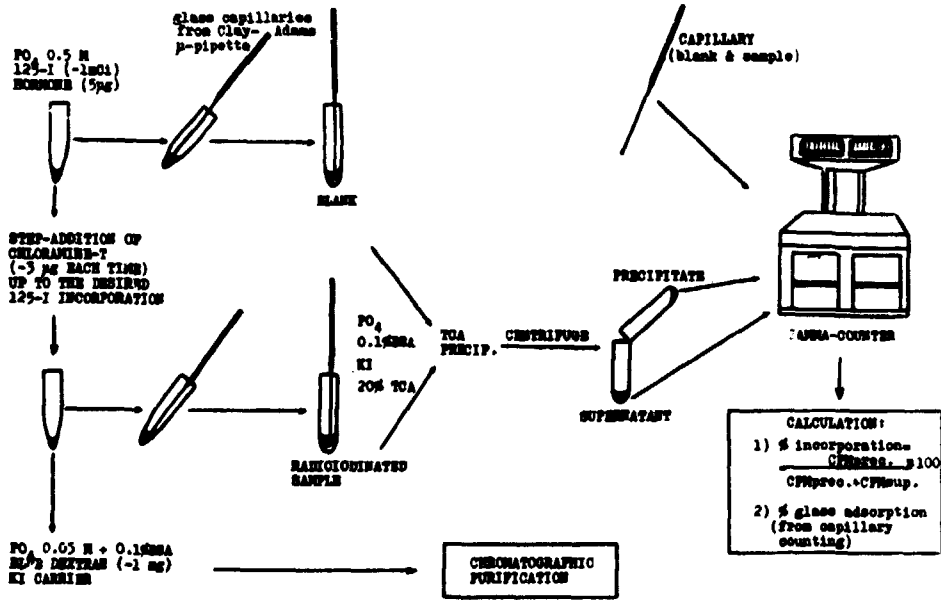 PO4 0.5 M
125-I (~1mCi)
HORMONE (5µg)
glass capillaries
from Clay- Adams
µ-pipette
BLANK
CAPILLARY
(blank & sample)
STEP-ADDITION OF
CHLORAMINE-T
(~3 µg EACH TIME)
UP TO THE DESIRED
125-I INCORPORATION
PO4
0.1%BSA
KI
20% TCA
RADIOIODINATED
SAMPLE
TCA
PRECIP.
CENTRIFUGE
PRECIPITATE
SUPERNATANT
GAMMA-COUNTER
CALCULATION:
1) % incorporation=
CPMprec. x100
CPMprec.+CPMsup.
2) % glass adsorption
(from capillary
counting)
PO4 0.05 M + 0.1%BSA
BLUE DEXTRAN (~1 mg)
KI CARRIER
CHROMATOGRAPHIC
PURIFICATION